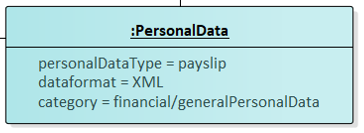 :PersonalData
personalDataType = payslip
dataformat = XML
category = financial/generalPersonalData